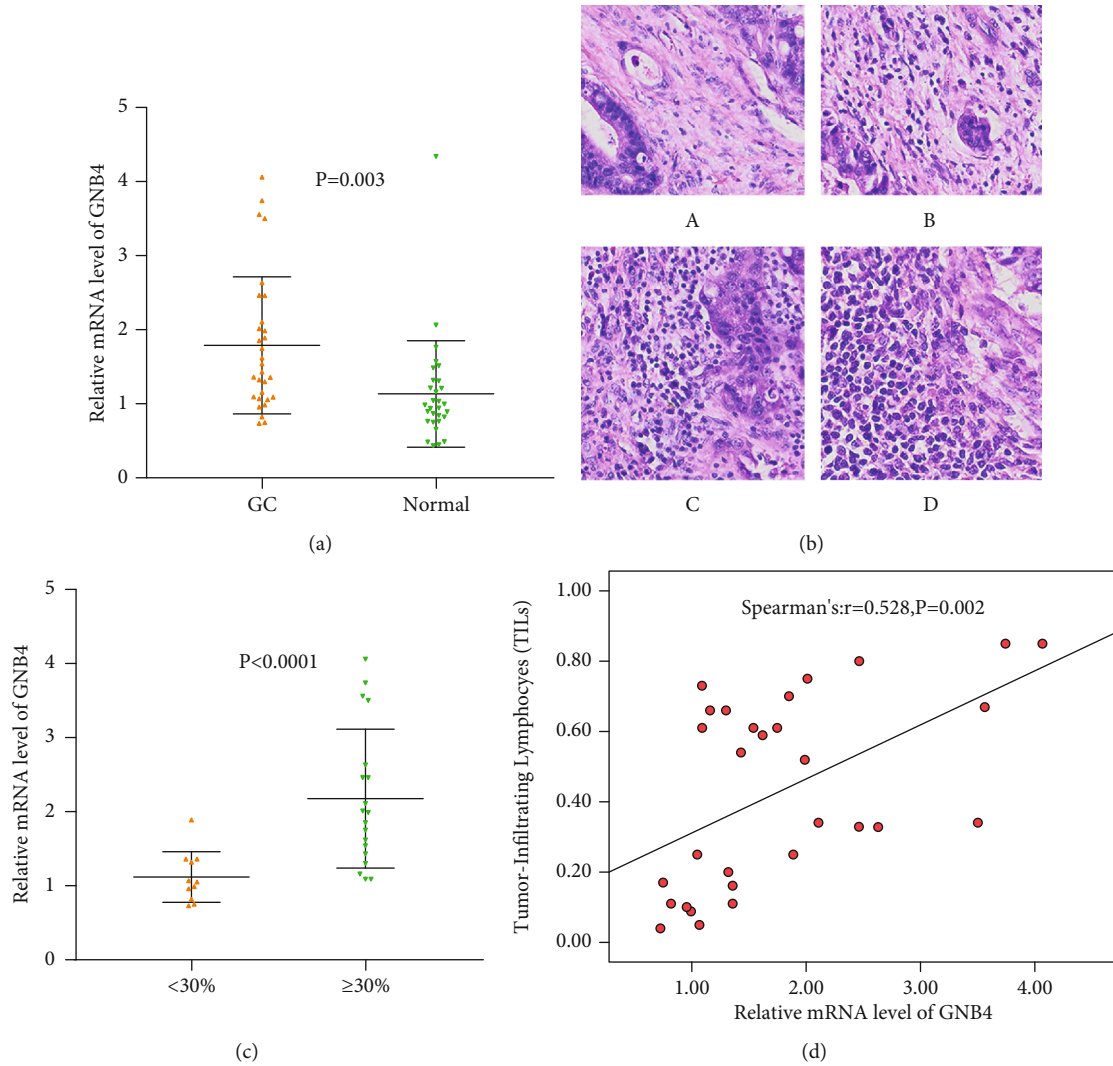 5
4
3
2
1
0
Relative mRNA level of GNB4
P=0.003
GC
Normal
(a)
A
B
C
D
(b)
5
4
3
2
1
0
Relative mRNA level of GNB4
P<0.0001
<30%
≥30%
(c)
1.00
0.80
0.60
0.40
0.20
0.00
Tumor-Infiltrating Lymphocyes (TILs)
Spearman's:r=0.528,P=0.002
1.00
2.00
3.00
4.00
Relative mRNA level of GNB4
(d)